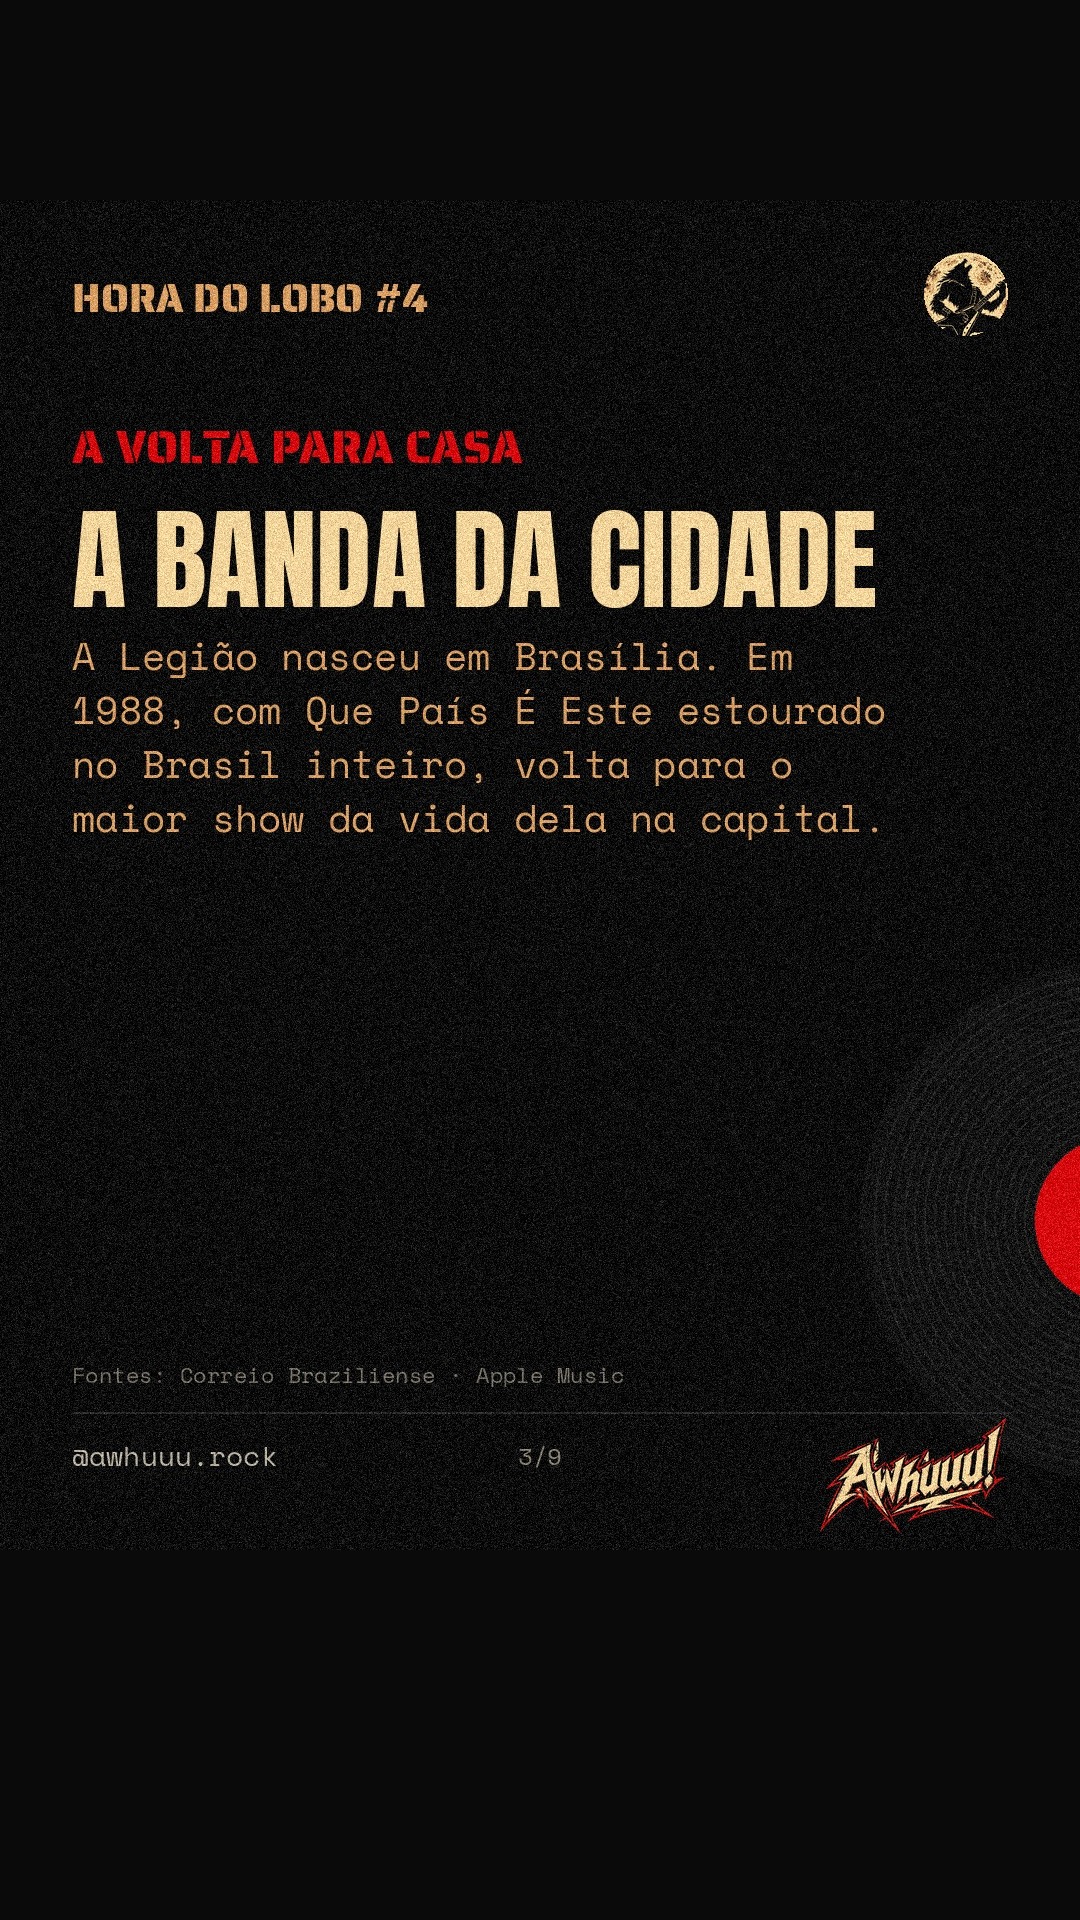 HORA DO LOBO #4
A VOLTA PARA CASA
A BANDA DA CIDADE
A Legião nasceu em Brasília. Em
1988, com Que País É Este estourado
no Brasil inteiro, volta para o
maior show da vida dela na capital.
Fontes: Correio Braziliense · Apple Music
@awhuuu.rock
3/9
Awhuuu!